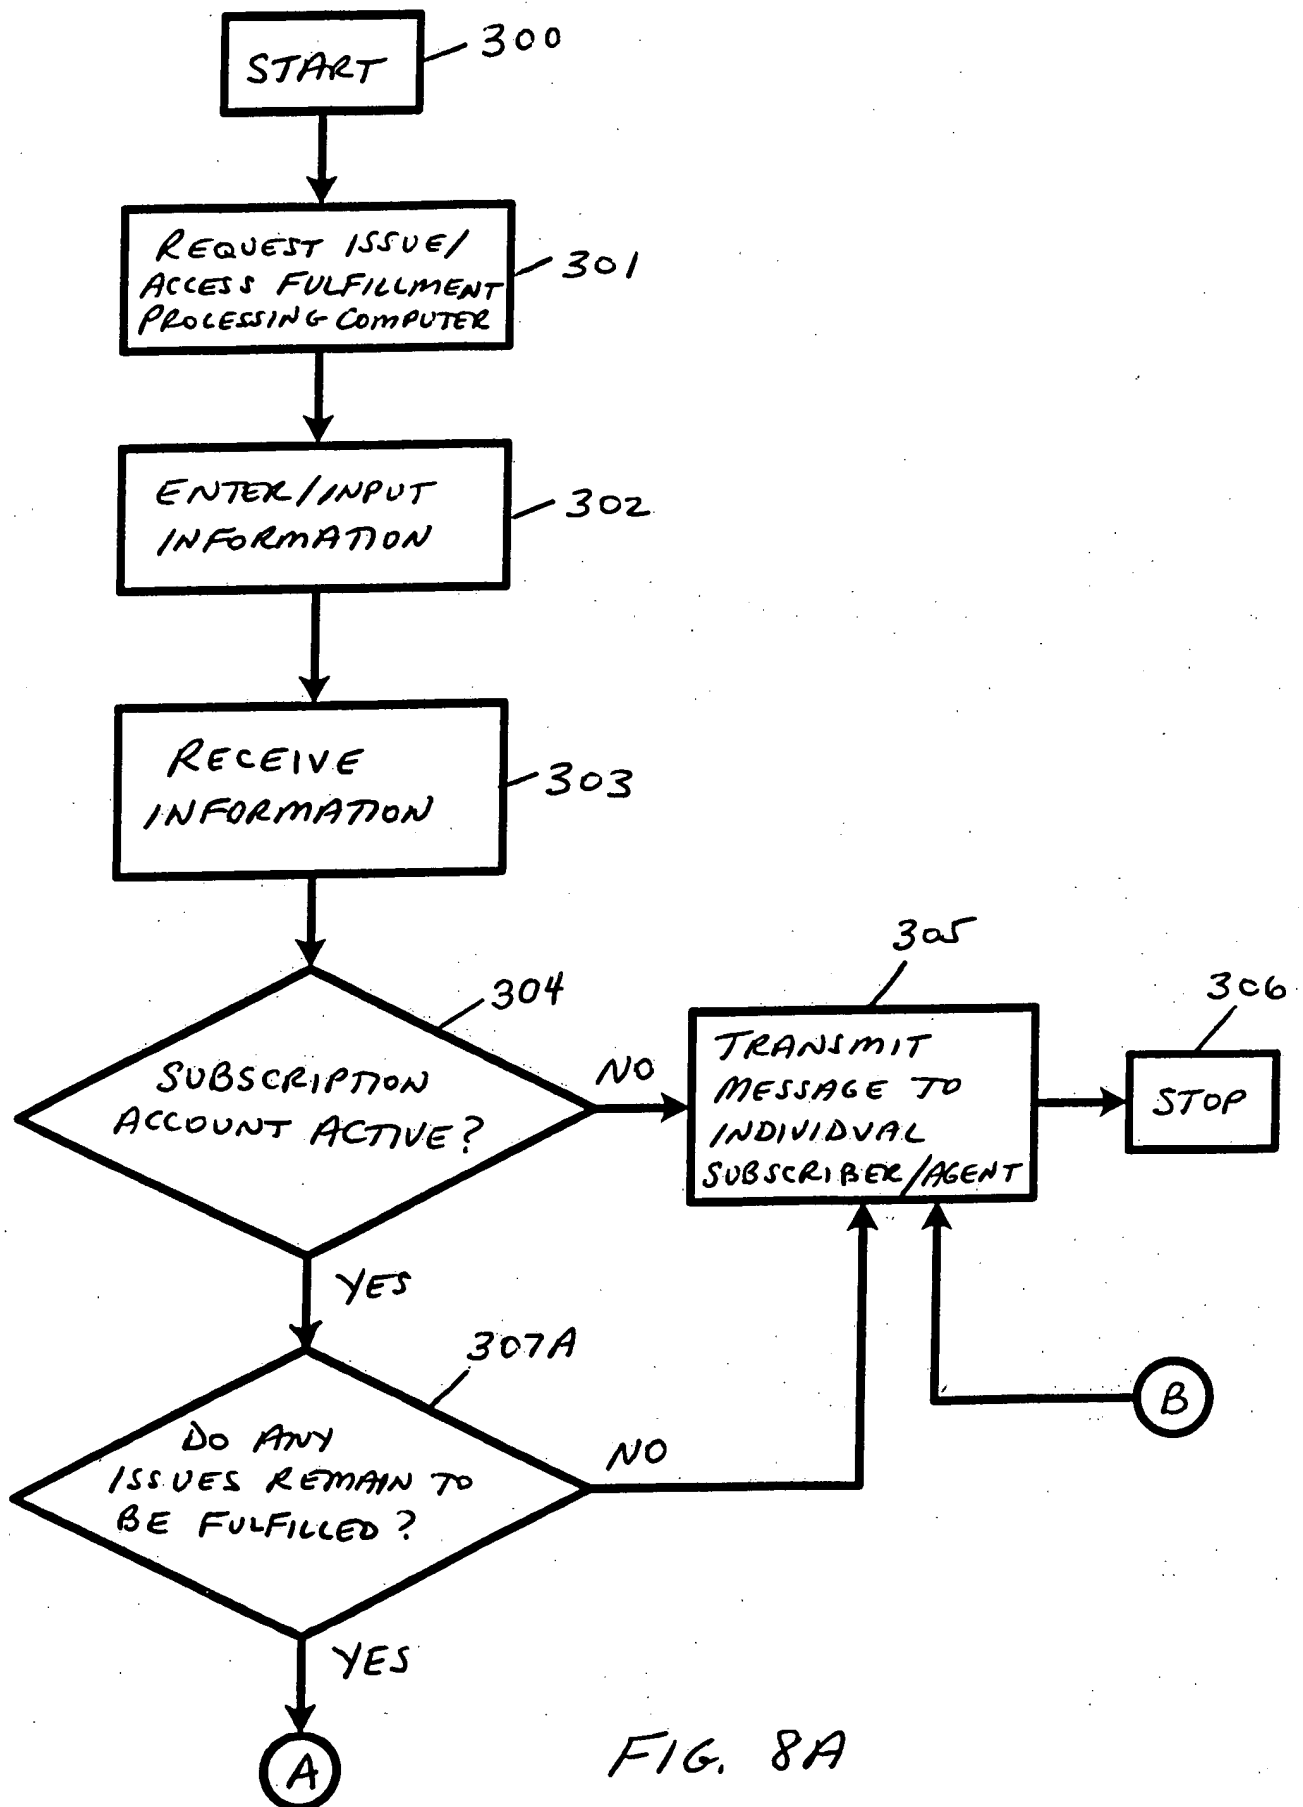 START
300
REQUEST ISSUE/
ACCESS FULFILLMENT
PROCESSING COMPUTER
301
ENTER/INPUT
INFORMATION
302
RECEIVE
INFORMATION
303
304
SUBSCRIPTION
ACCOUNT ACTIVE?
NO
305
TRANSMIT
MESSAGE TO
INDIVIDUAL
SUBSCRIBER/AGENT
306
STOP
YES
307A
DO ANY
ISSUES REMAIN TO
BE FULFILLED?
NO
B
YES
A
FIG. 8A